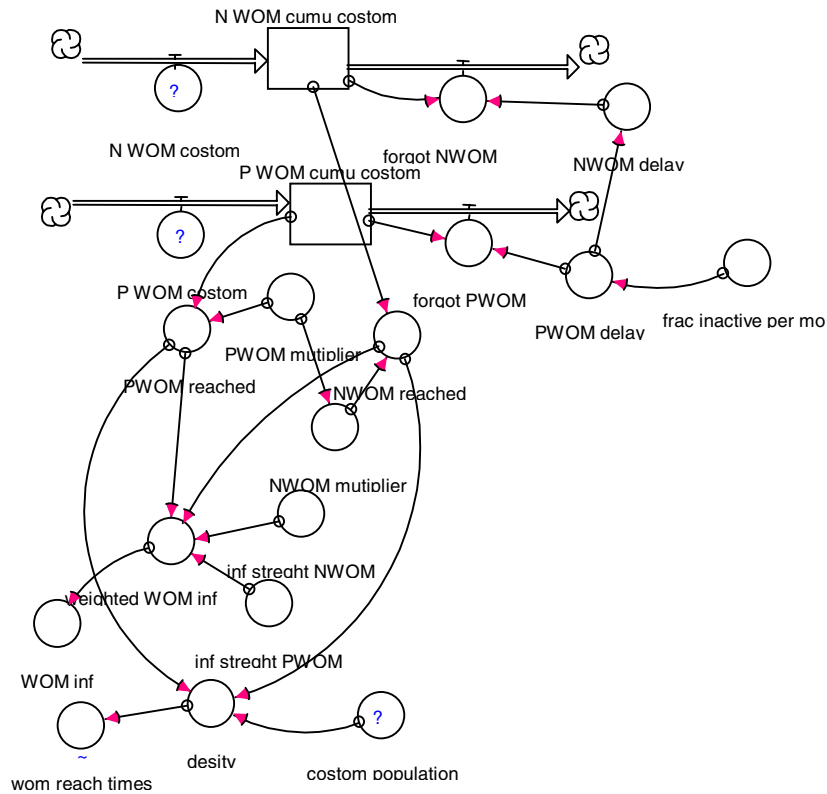 N WOM cumu costom
?
N WOM costom
forgot NWOM
NWOM delay
P WOM cumu costom
?
P WOM costom
forgot PWOM
PWOM delay
frac inactive per mo
PWOM mutiplier
PWOM reached
NWOM reached
NWOM mutiplier
inf streght NWOM
weighted WOM inf
inf streght PWOM
WOM inf
?
~
wom reach times
desity
costom population